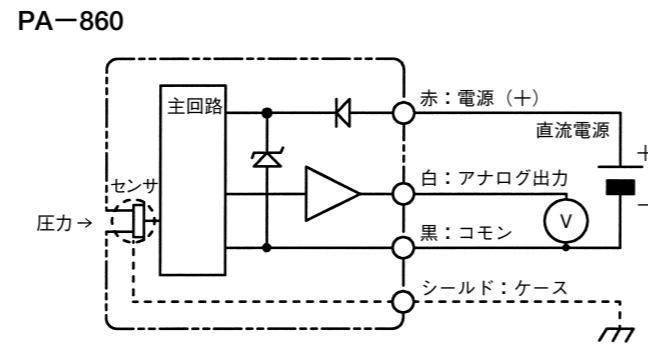 PA－860
主回路
赤：電源（＋）
直流電源
＋
センサ
白：アナログ出力
V
－
圧力→
黒：コモン
シールド：ケース